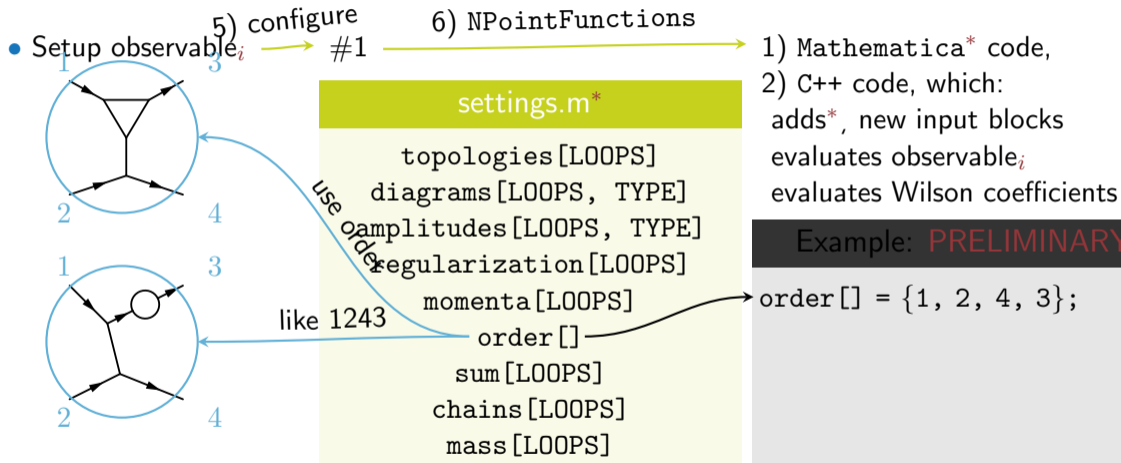 5) configure
6) NPointFunctions
• Setup observable_i
#1
1) Mathematica* code,
2) C++ code, which:
adds*, new input blocks
evaluates observable_i
evaluates Wilson coefficients
1
3
2
4
1
3
2
4
use order
like 1243
settings.m*
topologies[LOOPS]
diagrams[LOOPS, TYPE]
amplitudes[LOOPS, TYPE]
regularization[LOOPS]
momenta[LOOPS]
order[]
sum[LOOPS]
chains[LOOPS]
mass[LOOPS]
Example: PRELIMINARY
order[] = {1, 2, 4, 3};